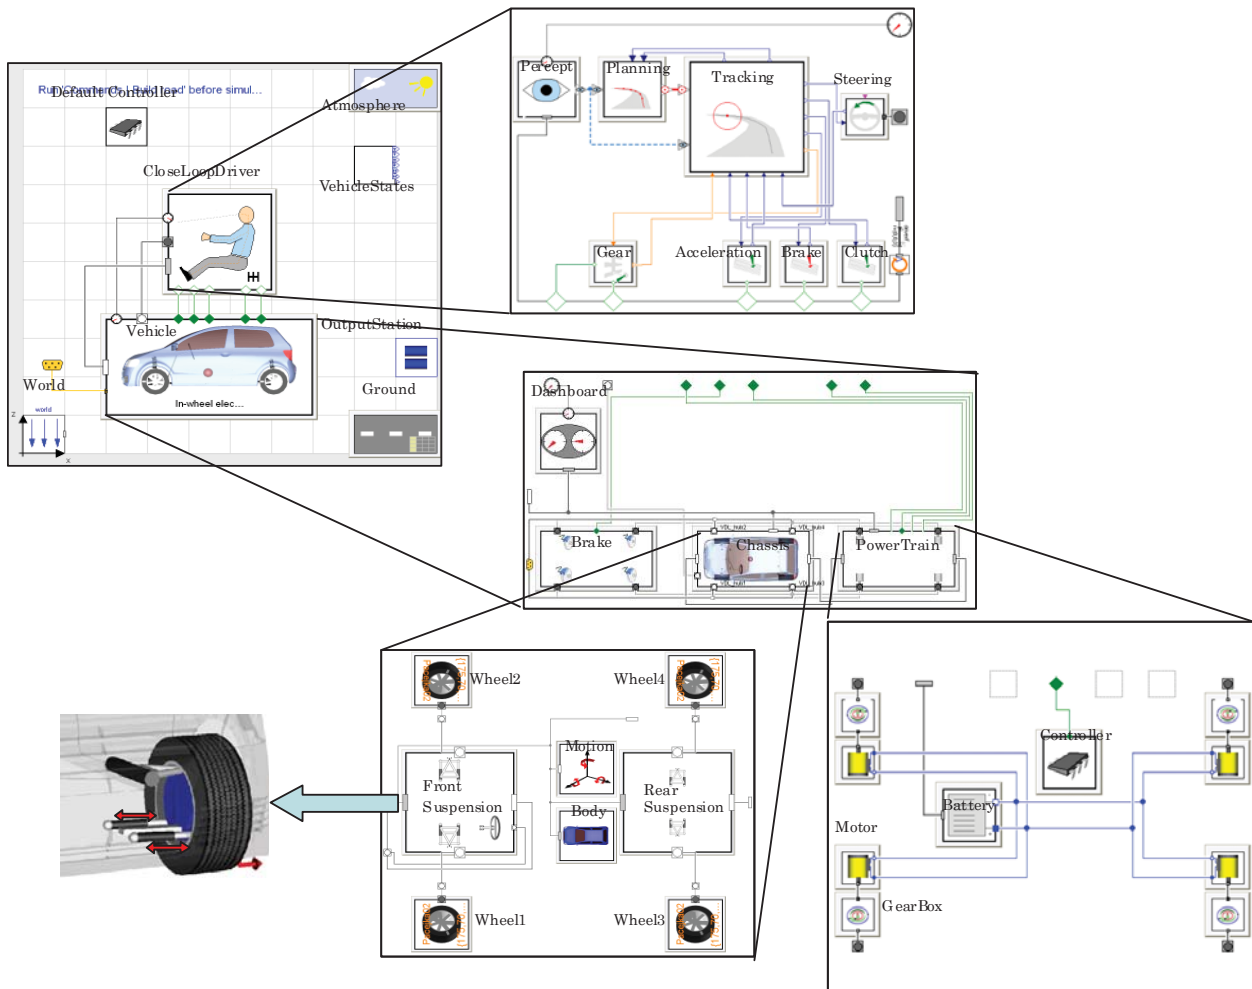 Default Controller
Atmosphere
CloseLoopDriver
VehicleStates
Vehicle
OutputStation
World
In-wheel elec...
Ground
world
z
x
Percept
Planning
Tracking
Steering
Gear
Acceleration
Brake
Clutch
Dashboard
Brake
Chassis
PowerTrain
Wheel2
Wheel4
Motion
Front
Suspension
Rear
Suspension
Body
Wheel1
Wheel3
Controller
Battery
Motor
GearBox